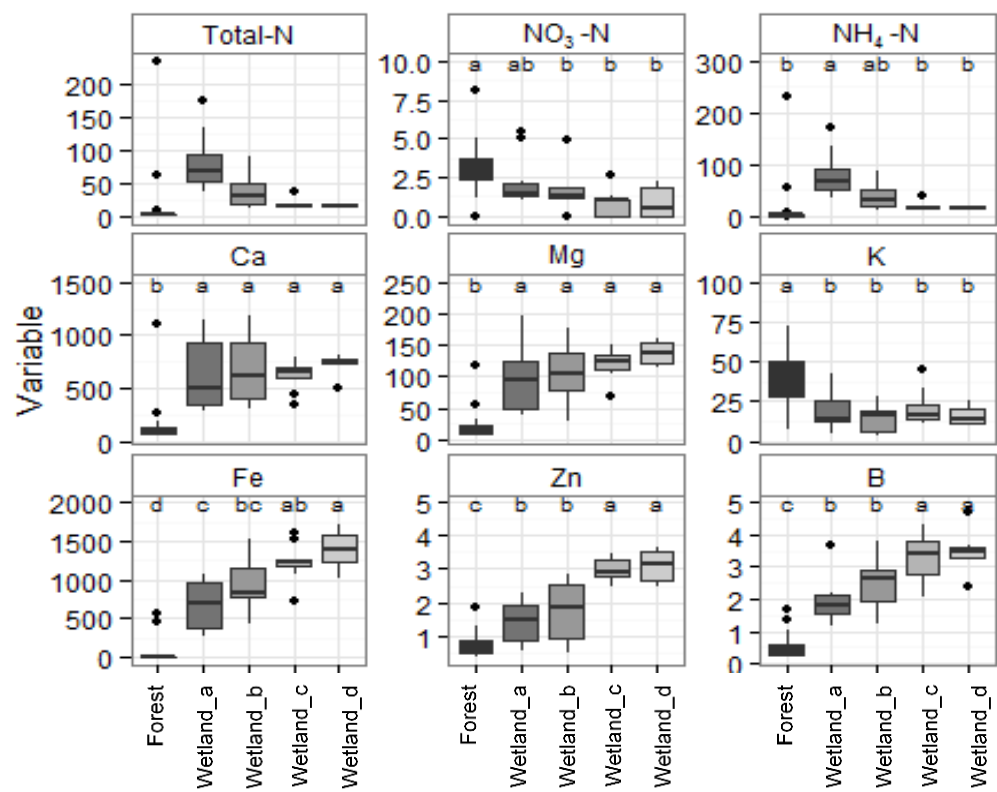 Total-N NO₃ -N NH₄ -N
200 150 100 50 0
10.0 7.5 5.0 2.5 0.0
a ab b b b
300 200 100 0
b a ab b b
Variable
Ca Mg K
1500 1000 500 0
b a a a a
250 200 150 100 50 0
b a a a a
100 75 50 25 0
a b b b b
Fe Zn B
2000 1500 1000 500 0
d c bc ab a
5 4 3 2 1
c b b a a
5 4 3 2 1 0
c b b a a
Forest Wetland_a Wetland_b Wetland_c Wetland_d
Forest Wetland_a Wetland_b Wetland_c Wetland_d
Forest Wetland_a Wetland_b Wetland_c Wetland_d